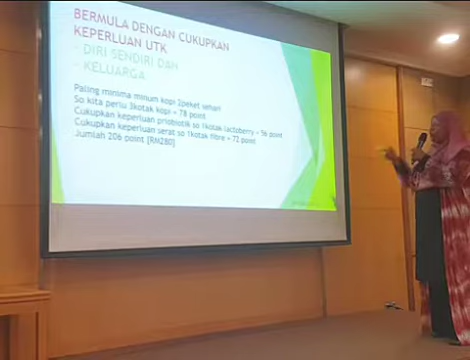 BERMULA DENGAN CUKUPKAN
KEPERLUAN UTK
- DIRI SENDIRI DAN
- KELUARGA
Paling minima minum kopi 2peket sehari
So kita perlu 3kotak kopi = 78 point
Cukupkan keperluan priobiotik so 1kotak lactoberry = 56 point
Cukupkan keperluan serat so 1kotak fibre = 72 point
Jumlah 206 point [RM280]